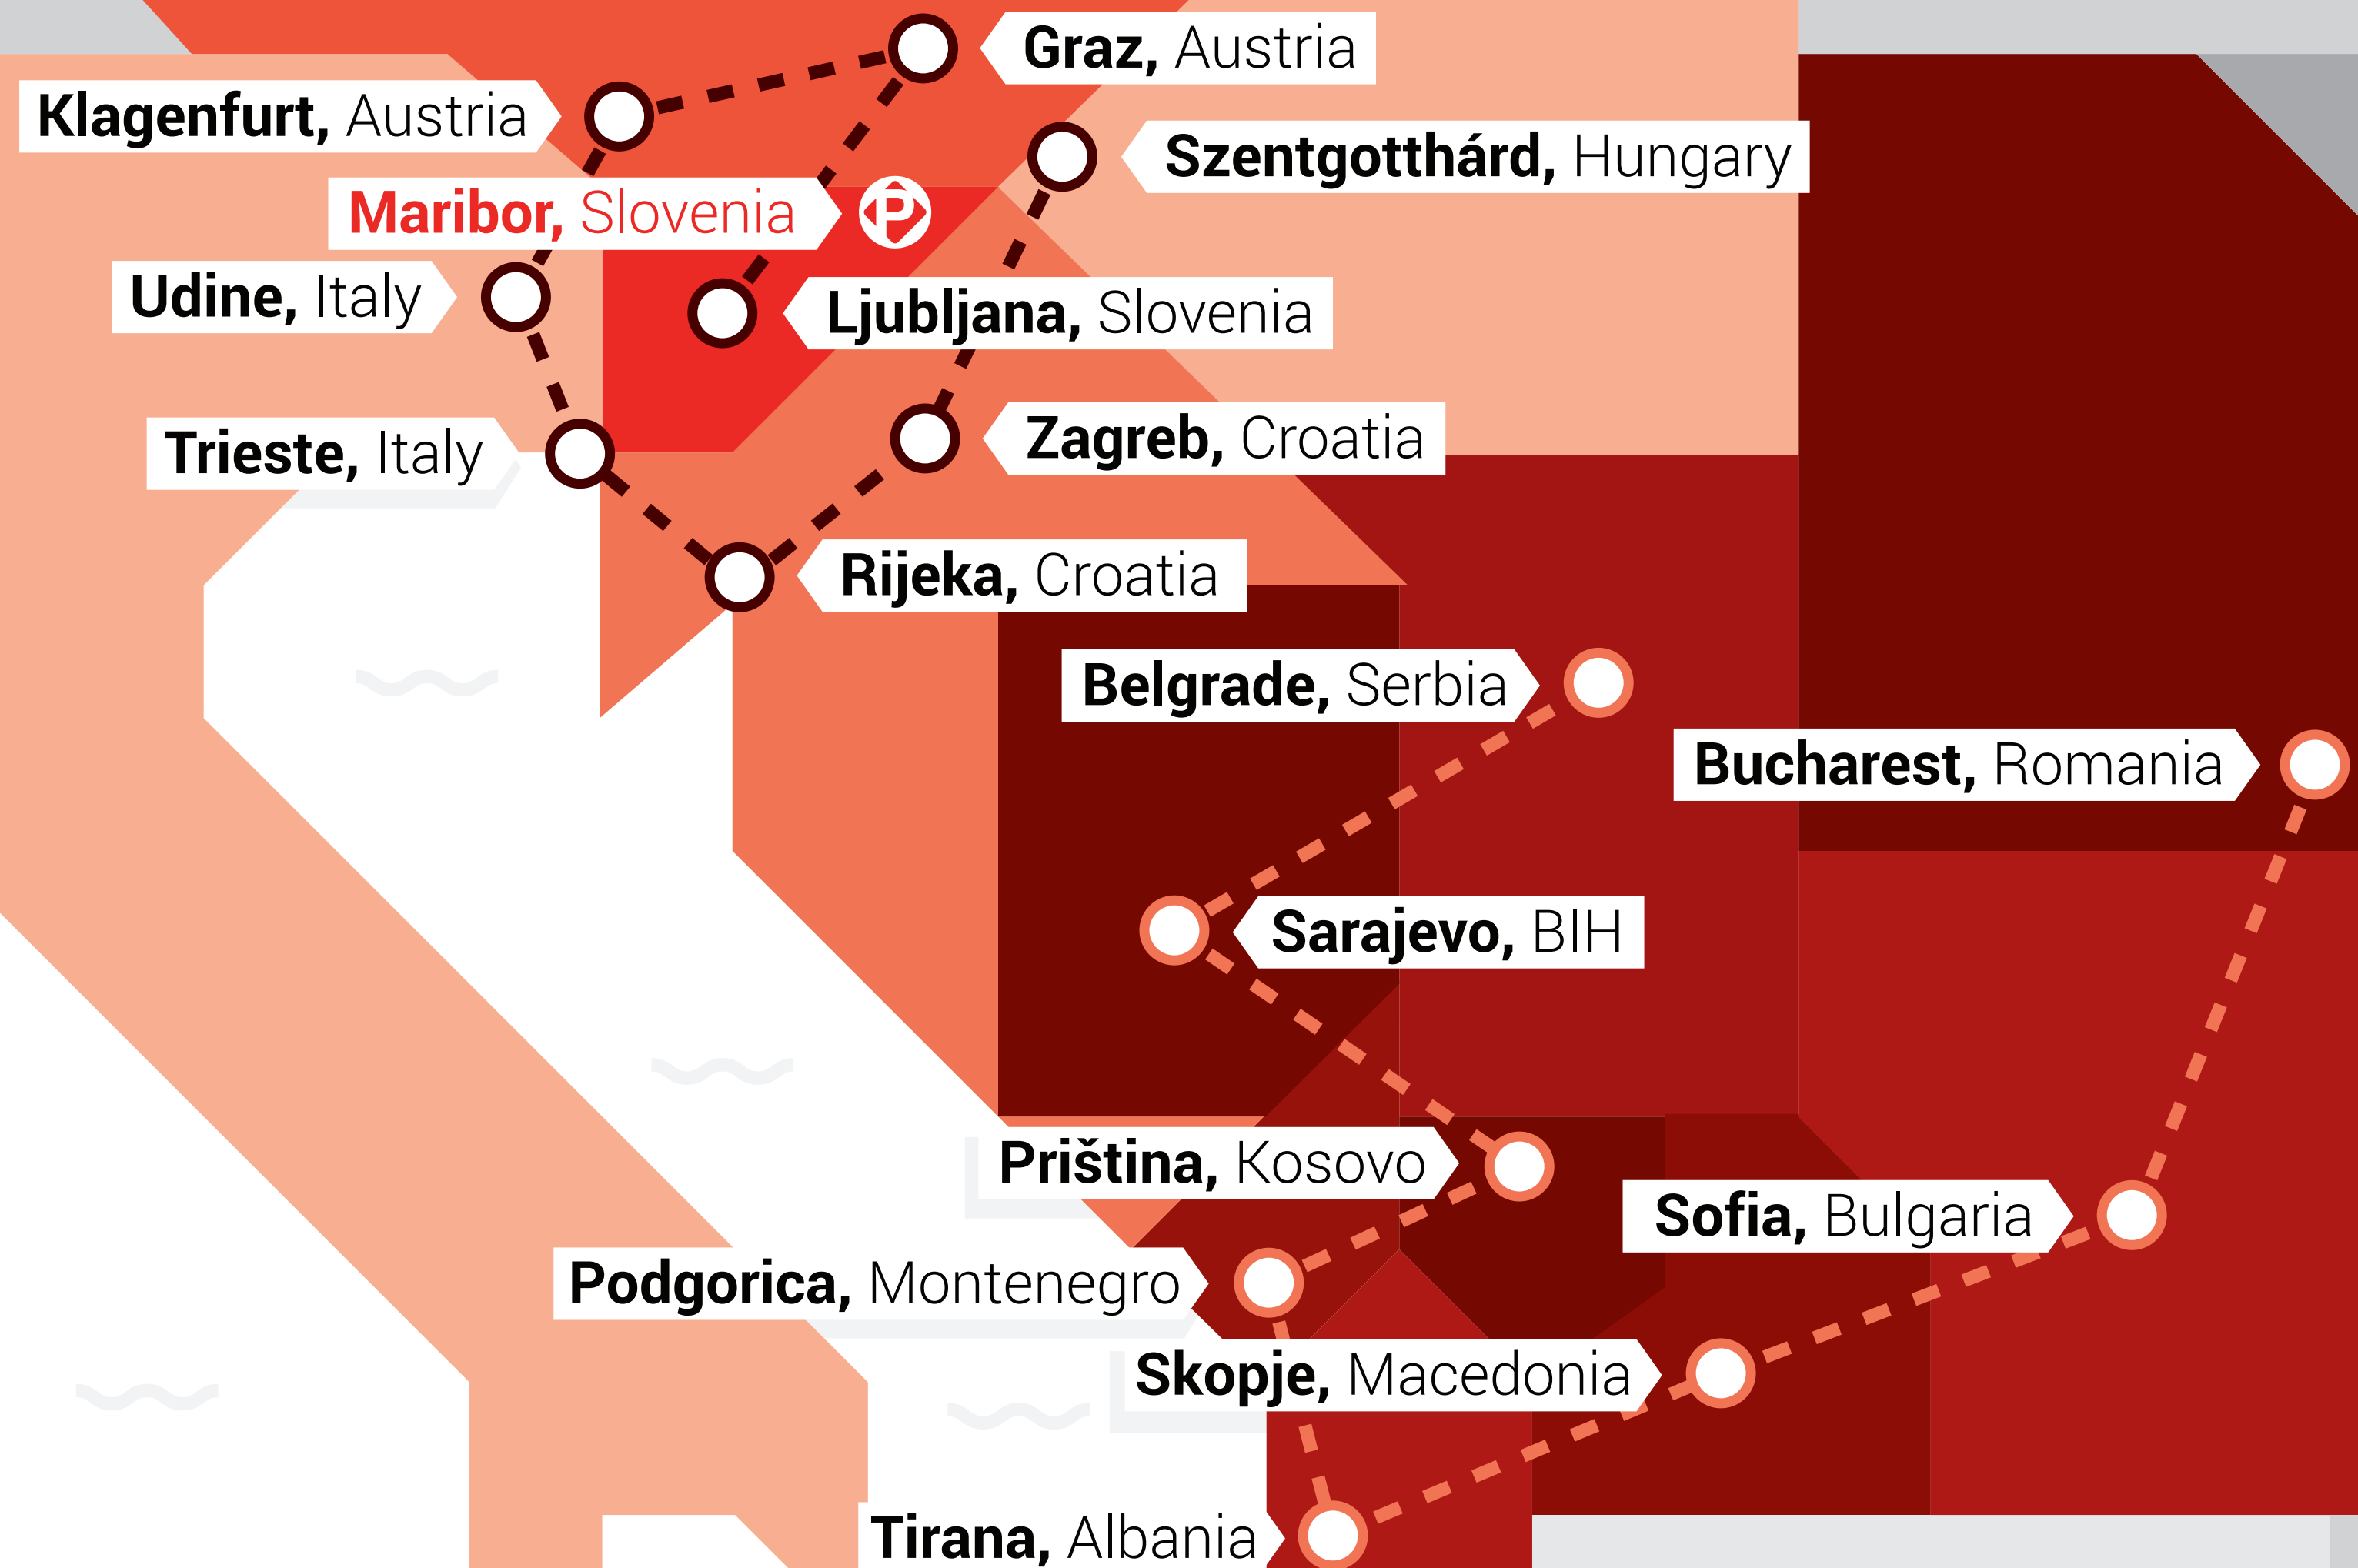 Graz, Austria
Klagenfurt, Austria
Szentgotthárd, Hungary
Maribor, Slovenia
P
Udine, Italy
Ljubljana, Slovenia
Trieste, Italy
Zagreb, Croatia
Rijeka, Croatia
Belgrade, Serbia
Bucharest, Romania
Sarajevo, BIH
Priština, Kosovo
Sofia, Bulgaria
Podgorica, Montenegro
Skopje, Macedonia
Tirana, Albania